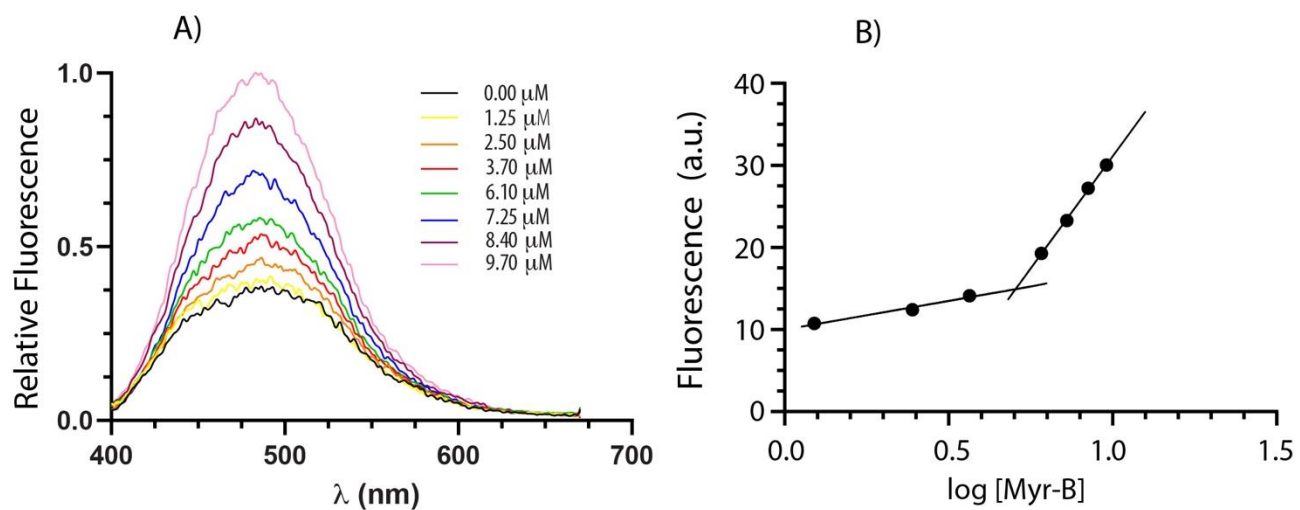 A)
Relative Fluorescence
1.0
0.5
0.0
400
500
600
700
λ (nm)
0.00 μM
1.25 μM
2.50 μM
3.70 μM
6.10 μM
7.25 μM
8.40 μM
9.70 μM
B)
Fluorescence (a.u.)
40
30
20
10
0
0.0
0.5
1.0
1.5
log [Myr-B]